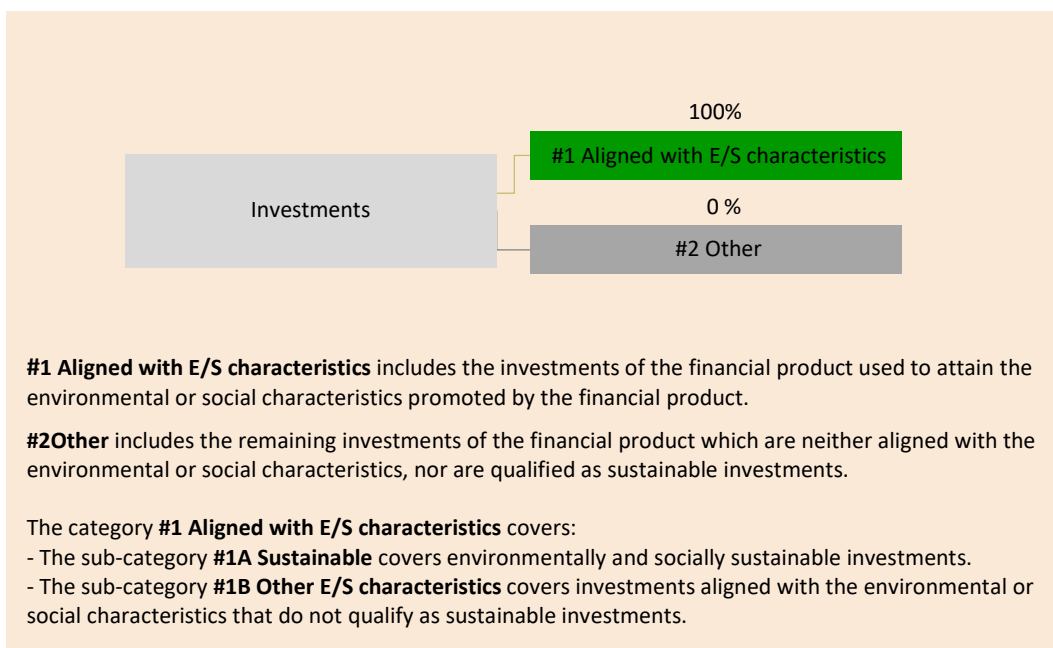 100%
#1 Aligned with E/S characteristics
Investments
0 %
#2 Other
#1 Aligned with E/S characteristics includes the investments of the financial product used to attain the
environmental or social characteristics promoted by the financial product.
#2Other includes the remaining investments of the financial product which are neither aligned with the
environmental or social characteristics, nor are qualified as sustainable investments.
The category #1 Aligned with E/S characteristics covers:
- The sub-category #1A Sustainable covers environmentally and socially sustainable investments.
- The sub-category #1B Other E/S characteristics covers investments aligned with the environmental or
social characteristics that do not qualify as sustainable investments.